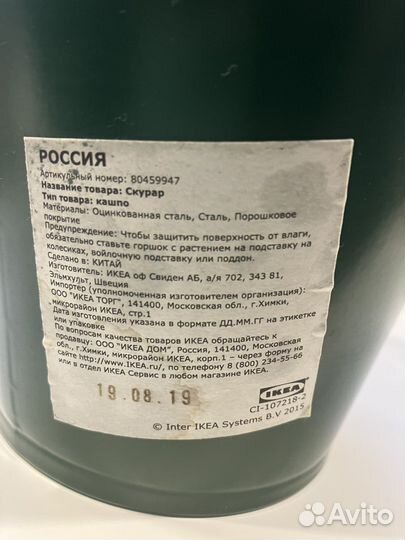 РОССИЯ
Артикульный номер: 80459947
Название товара: Скурар
Тип товара: кашпо
Материалы: Оцинкованная сталь, Сталь, Порошковое
покрытие
Предупреждение: Чтобы защитить поверхность от влаги,
обязательно ставьте горшок с растением на подставку на
колесиках, войлочную подставку или поддон.
Сделано в: КИТАЙ
Изготовитель: ИКЕА оф Свиден АБ, а/я 702, 343 81,
Эльмхульт, Швеция
Импортер (уполномоченная изготовителем организация):
ООО "ИКЕА ТОРГ", 141400, Московская обл., г.Химки,
микрорайон ИКЕА, стр.1
Дата изготовления указана в формате ДД.ММ.ГГ на этикетке
или упаковке
По вопросам качества товаров ИКЕА обращайтесь к
продавцу: ООО "ИКЕА ДОМ", Россия, 141400, Московская
обл., г.Химки, микрорайон ИКЕА, корп.1 – через форму на
сайте http://www.IKEA.ru/, по телефону 8 (800) 234-55-66
или в отдел ИКЕА Сервис в любом магазине ИКЕА.
19.08.19
IKEA
CI-107218-2
© Inter IKEA Systems B.V 2015
Avito